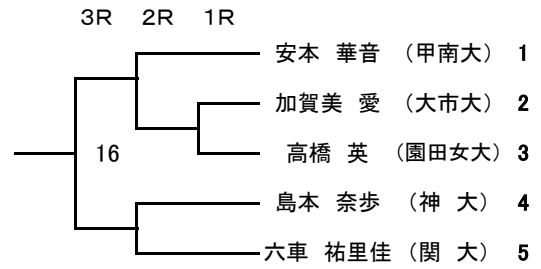 ３Ｒ　２Ｒ　１Ｒ
安本　華音　（甲南大）　1
加賀美　愛　（大市大）　2
16
高橋　英　（園田女大）　3
島本　奈歩　（神　大）　4
六車　祐里佳（関　大）　5